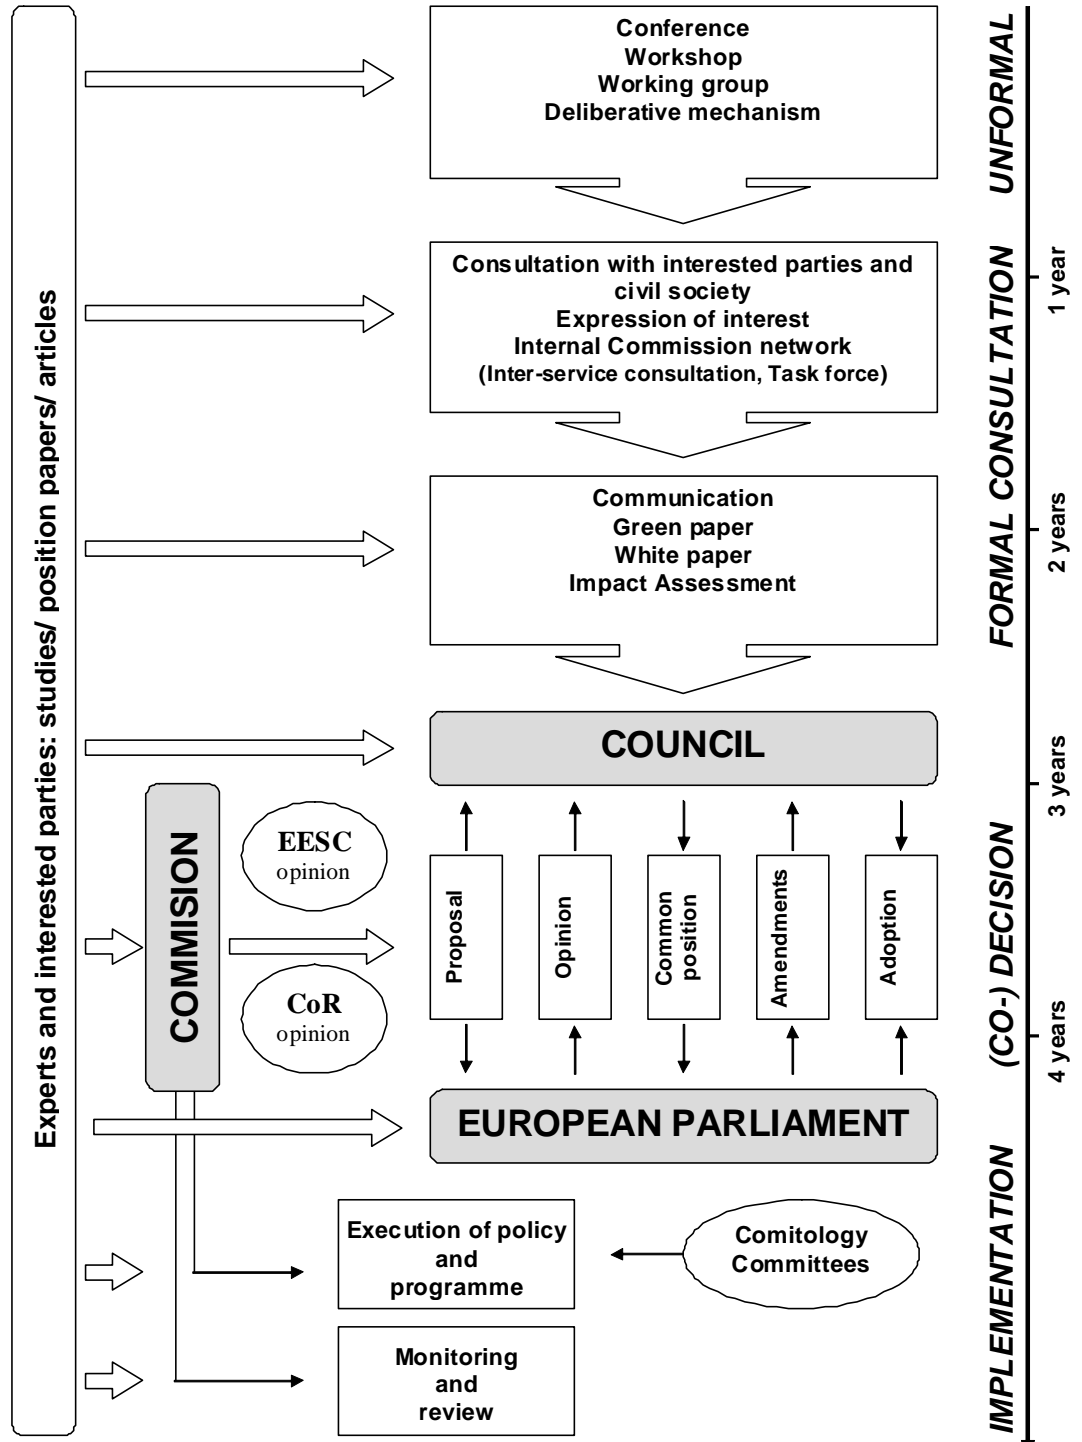 Experts and interested parties: studies/ position papers/ articles
Conference
Workshop
Working group
Deliberative mechanism
Consultation with interested parties and
civil society
Expression of interest
Internal Commission network
(Inter-service consultation, Task force)
Communication
Green paper
White paper
Impact Assessment
COUNCIL
COMMISION
EESC
opinion
CoR
opinion
Proposal
Opinion
Common
position
Amendments
Adoption
EUROPEAN PARLIAMENT
Execution of policy
and
programme
Comitology
Committees
Monitoring
and
review
UNFORMAL
FORMAL CONSULTATION
(CO-) DECISION
IMPLEMENTATION
1 year
2 years
3 years
4 years